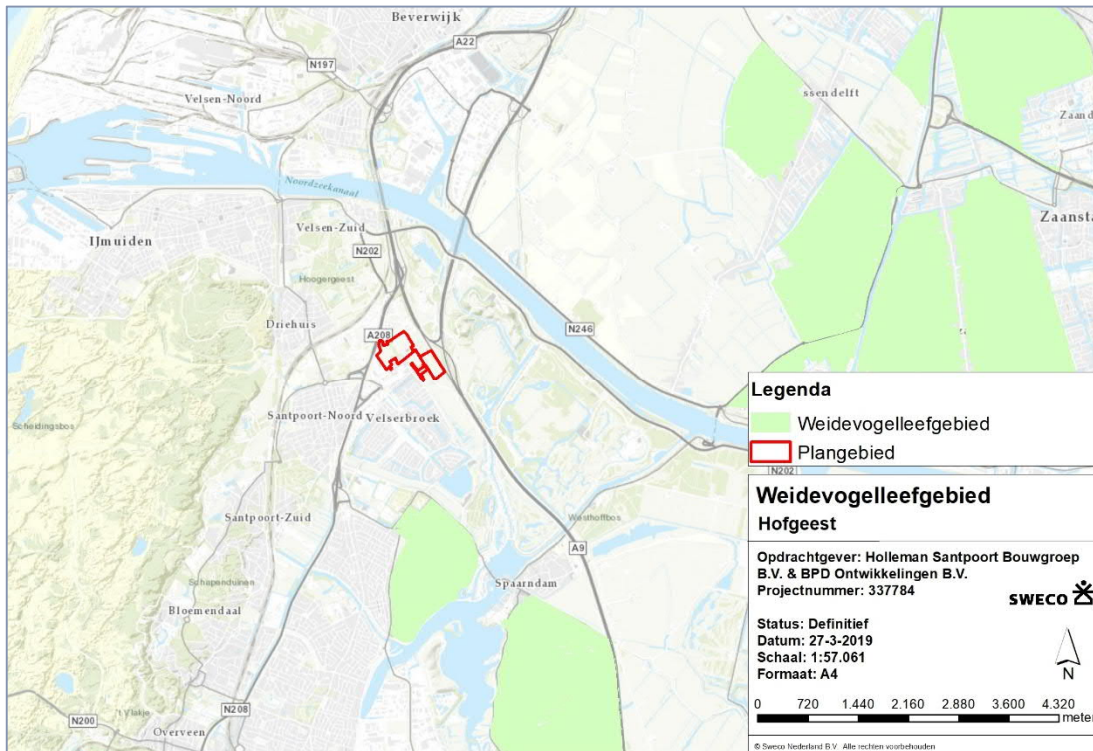 Beverwijk
A22
N197
Velsen-Noord
ssendelft
Zaand
Noordzeekanaal
IJmuiden
Velsen-Zuid
N202
Zaansta
Hoogergeest
Driehuis
A208
N246
Scheidingsbos
Santpoort-Noord
Velserbroek
N202
Santpoort-Zuid
Westhoffbos
A9
Schapenduinen
Spaarndam
Bloemendaal
N200
't Vlakje
N208
Overveen
Legenda
Weidevogelleefgebied
Plangebied
Weidevogelleefgebied
Hofgeest
Opdrachtgever: Holleman Santpoort Bouwgroep
B.V. & BPD Ontwikkelingen B.V.
Projectnummer: 337784
SWECO
Status: Definitief
Datum: 27-3-2019
Schaal: 1:57.061
Formaat: A4
N
0 720 1.440 2.160 2.880 3.600 4.320
meter
© Sweco Nederland B.V. Alle rechten voorbehouden